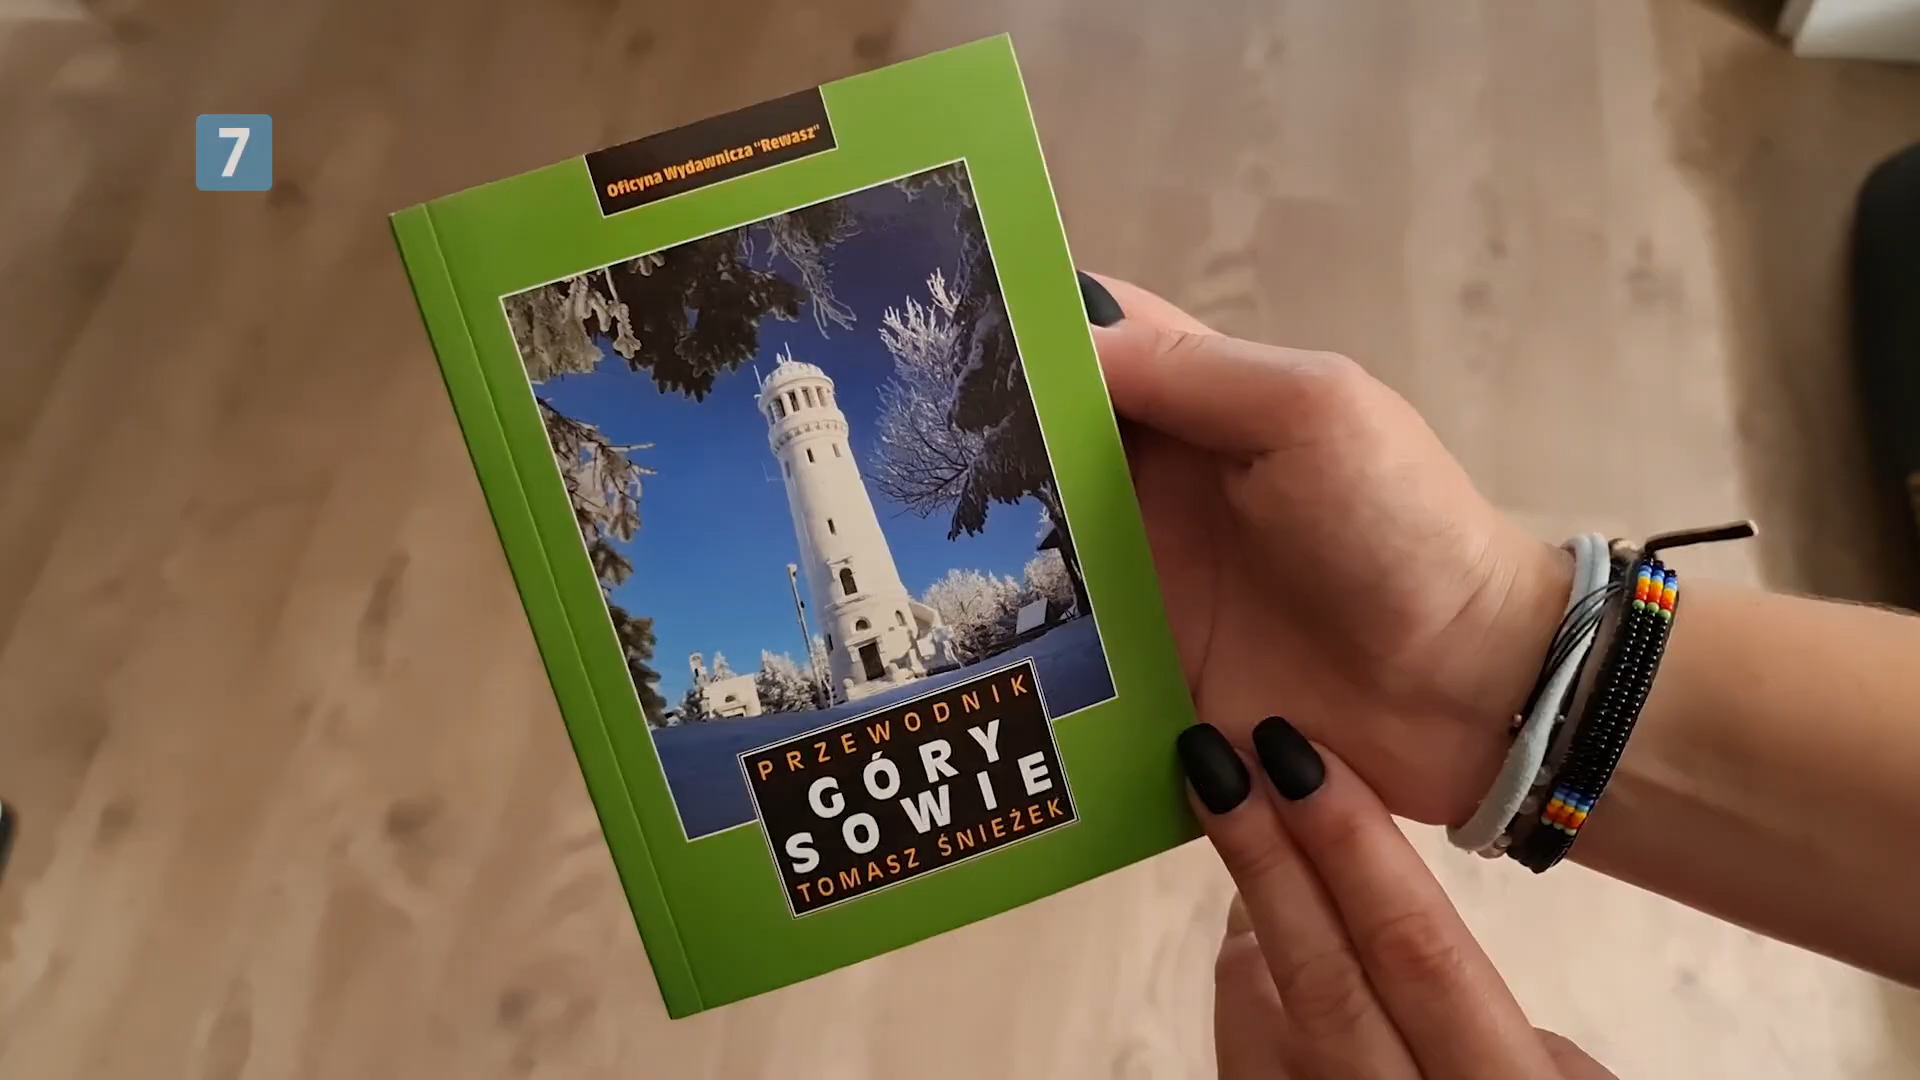 7
Oficyna Wydawnicza "Rewasz"
PRZEWODNIK
GÓRY
SOWIE
TOMASZ ŚNIEŻEK